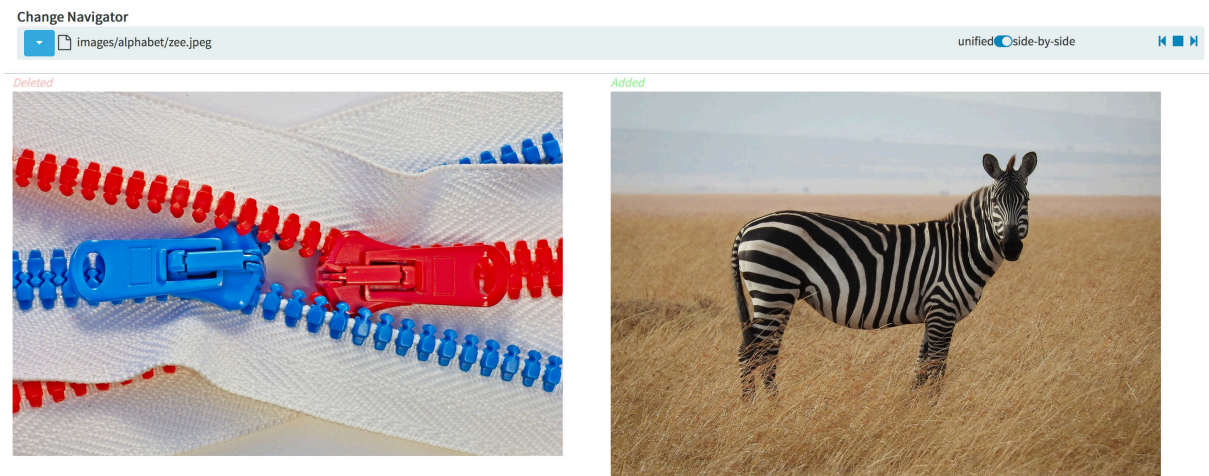 Change Navigator
images/alphabet/zee.jpeg
unified side-by-side
Deleted
Added